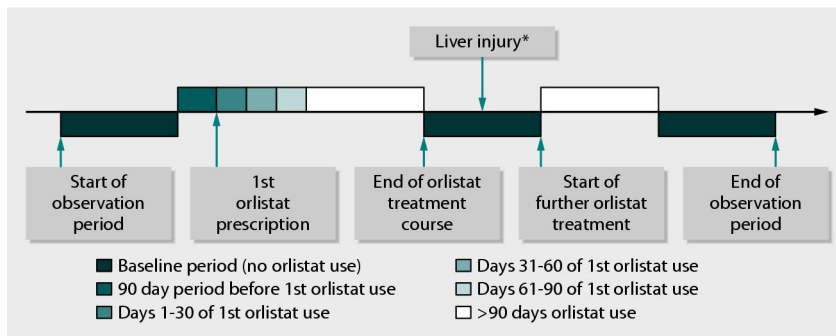 Liver injury*
Start of
observation
period
1st
orlistat
prescription
End of orlistat
treatment
course
Start of
further orlistat
treatment
End of
observation
period
Baseline period (no orlistat use)
90 day period before 1st orlistat use
Days 1-30 of 1st orlistat use
Days 31-60 of 1st orlistat use
Days 61-90 of 1st orlistat use
>90 days orlistat use